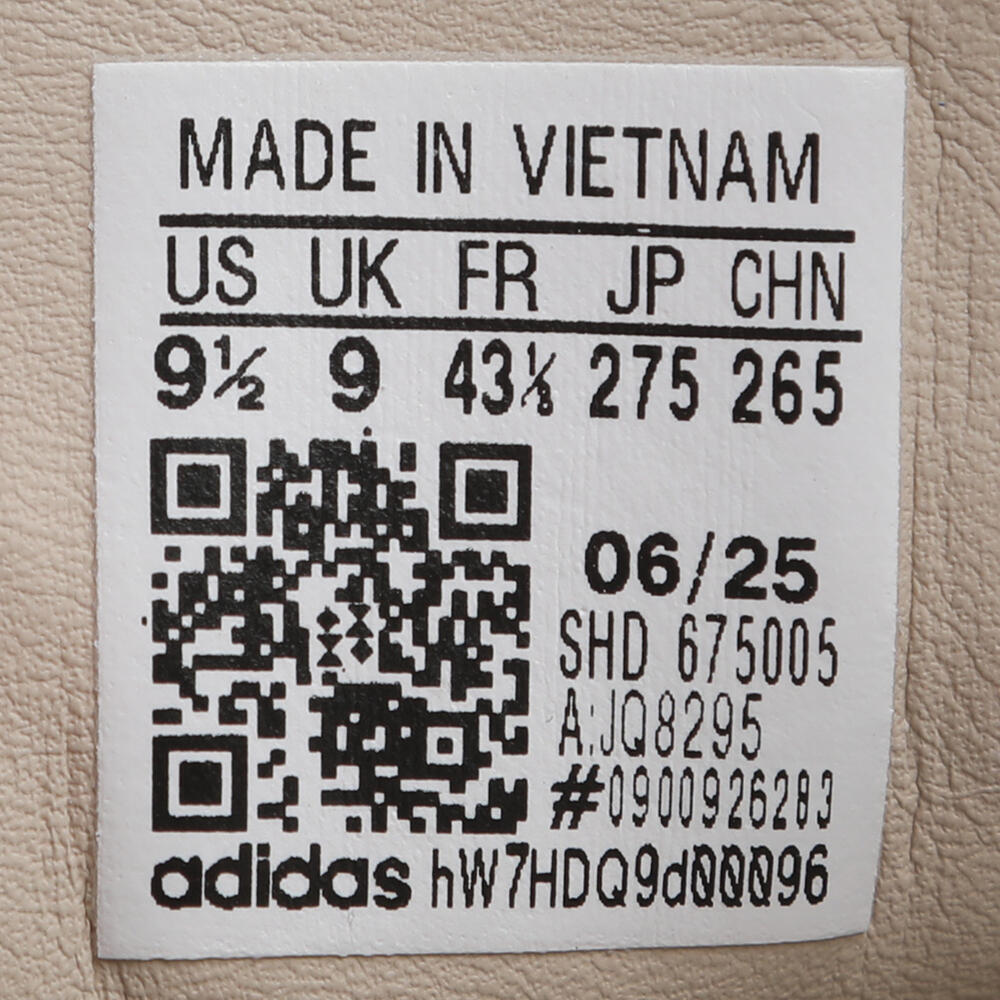 MADE IN VIETNAM
US UK FR JP CHN
9½ 9 43⅓ 275 265
06/25
SHD 675005
A:JQ8295
#0900926283
adidas hW7HDQ9d00096